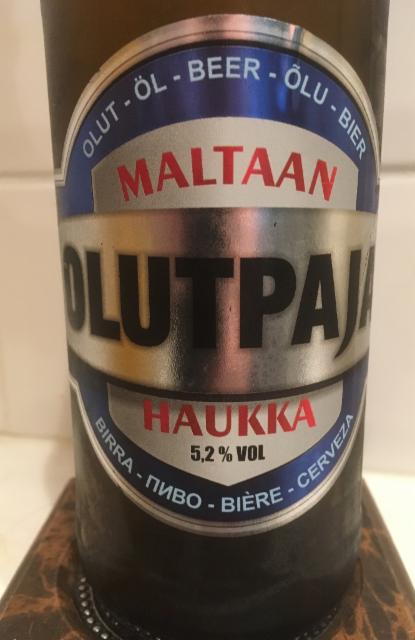 OLUT - ÖL - BEER - ÕLU - BIER
MALTAAN
OLUTPAJA
HAUKKA
5,2 % VOL
BIRRA - ПИВО - BIÈRE - CERVEZA